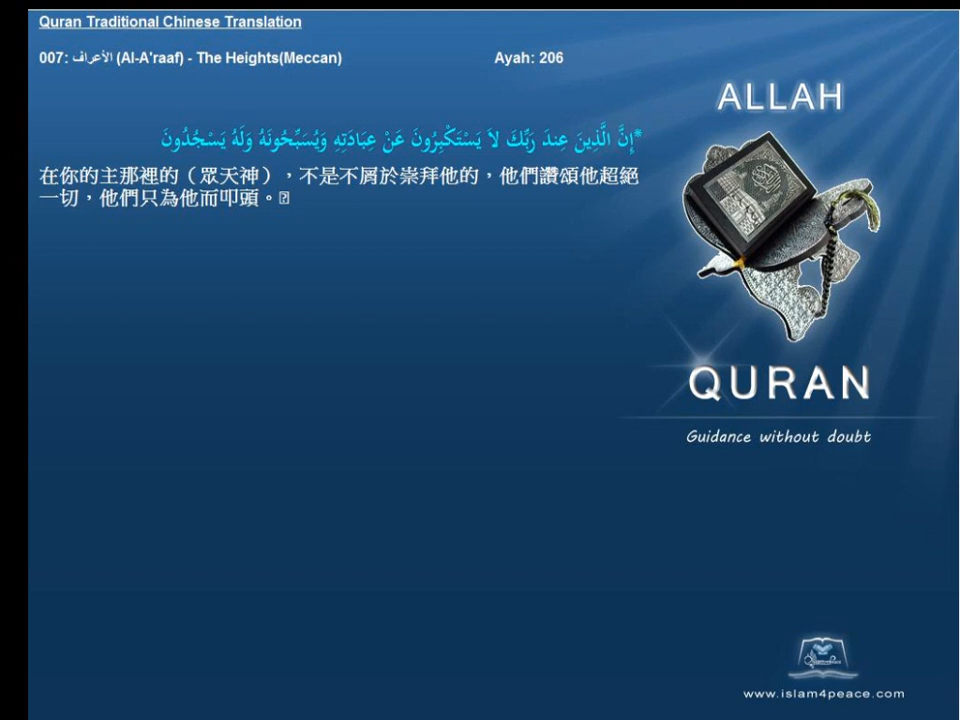 Quran Traditional Chinese Translation
007: الأعراف (Al-A'raaf) - The Heights(Meccan) Ayah: 206
*إِنَّ الَّذِينَ عِندَ رَبِّكَ لاَ يَسْتَكْبِرُونَ عَنْ عِبَادَتِهِ وَيُسَبِّحُونَهُ وَلَهُ يَسْجُدُونَ
在你的主那裡的（眾天神），不是不屑於崇拜他的，他們讚頌他超絕
一切，他們只為他而叩頭。
ALLAH
QURAN
Guidance without doubt
www.islam4peace.com